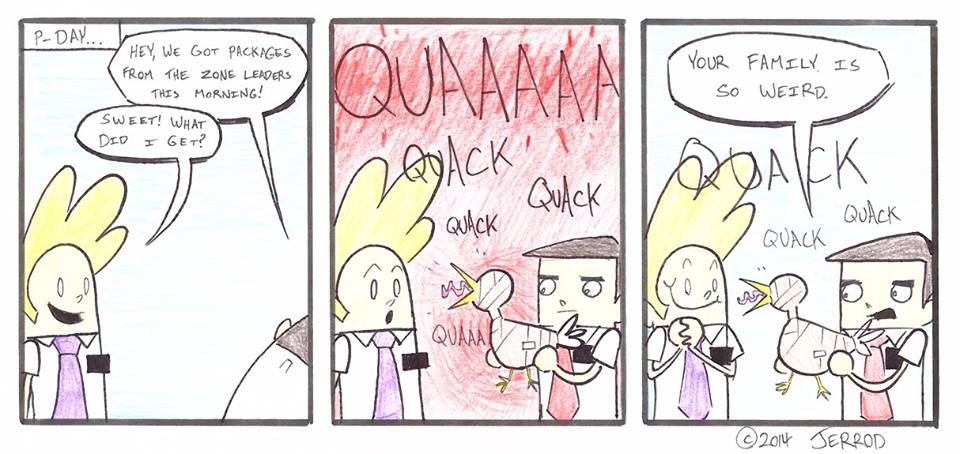 P-DAY...
HEY, WE GOT PACKAGES
FROM THE ZONE LEADERS
THIS MORNING!
SWEET! WHAT
DID I GET?
QUAAAAAA
QUACK
QUACK
QUACK
QUAAA
YOUR FAMILY IS
SO WEIRD.
QUACK
QUACK
QUACK
©2014 JERROD